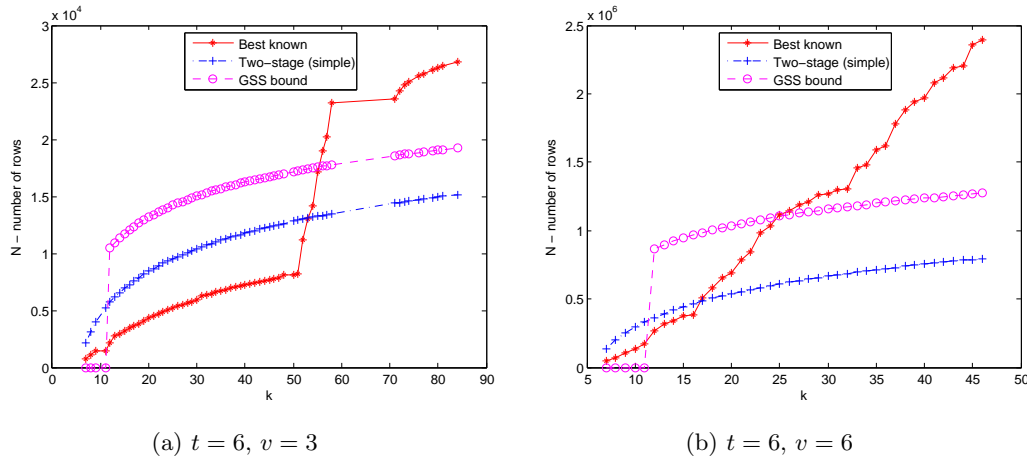 x 10^4
3
2.5
2
1.5
1
0.5
0
0 10 20 30 40 50 60 70 80 90
k
N − number of rows
Best known
Two−stage (simple)
GSS bound
(a) t = 6, v = 3
x 10^6
2.5
2
1.5
1
0.5
0
5 10 15 20 25 30 35 40 45 50
k
N − number of rows
Best known
Two−stage (simple)
GSS bound
(b) t = 6, v = 6